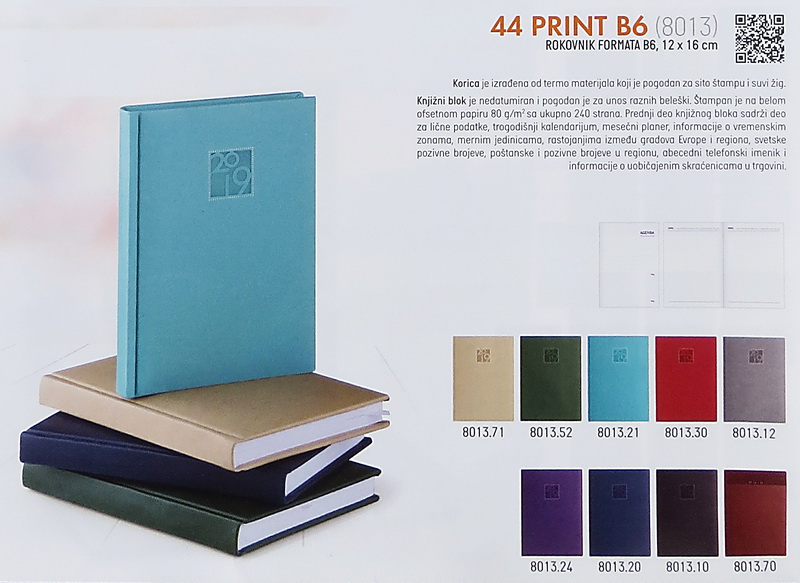 44 PRINT B6 (8013)
ROKOVNIK FORMATA B6, 12 x 16 cm
Korica je izrađena od termo materijala koji je pogodan za sito štampu i suvi žig.
Knjižni blok je nedatumiran i pogodan je za unos raznih beleški. Štampan je na belom
ofsetnom papiru 80 g/m² sa ukupno 240 strana. Prednji deo knjižnog bloka sadrži deo
za lične podatke, trogodišnji kalendarijum, mesečni planer, informacije o vremenskim
zonama, mernim jedinicama, rastojanjima između gradova Evrope i regiona, svetske
pozivne brojeve, poštanske i pozivne brojeve u regionu, abecedni telefonski imenik i
informacije o uobičajenim skraćenicama u trgovini.
20
19
8013.71
8013.52
8013.21
8013.30
8013.12
8013.24
8013.20
8013.10
8013.70